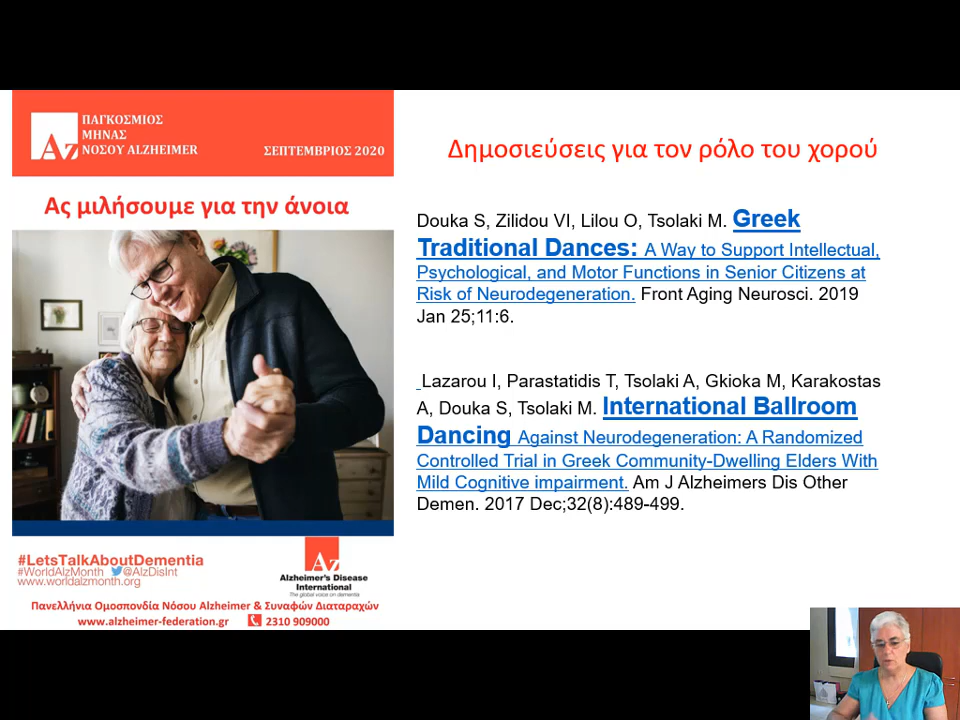 ΠΑΓΚΟΣΜΙΟΣ
ΜΗΝΑΣ
ΝΟΣΟΥ ALZHEIMER
Az
ΣΕΠΤΕΜΒΡΙΟΣ 2020
Ας μιλήσουμε για την άνοια
#LetsTalkAboutDementia
#WorldAlzMonth @AlzDisInt
www.worldalzmonth.org
Az
Alzheimer's Disease
International
The global voice on dementia
Πανελλήνια Ομοσπονδία Νόσου Alzheimer & Συναφών Διαταραχών
www.alzheimer-federation.gr 2310 909000
Δημοσιεύσεις για τον ρόλο του χορού
Douka S, Zilidou VI, Lilou O, Tsolaki M. Greek
Traditional Dances: A Way to Support Intellectual,
Psychological, and Motor Functions in Senior Citizens at
Risk of Neurodegeneration. Front Aging Neurosci. 2019
Jan 25;11:6.
Lazarou I, Parastatidis T, Tsolaki A, Gkioka M, Karakostas
A, Douka S, Tsolaki M. International Ballroom
Dancing Against Neurodegeneration: A Randomized
Controlled Trial in Greek Community-Dwelling Elders With
Mild Cognitive impairment. Am J Alzheimers Dis Other
Demen. 2017 Dec;32(8):489-499.